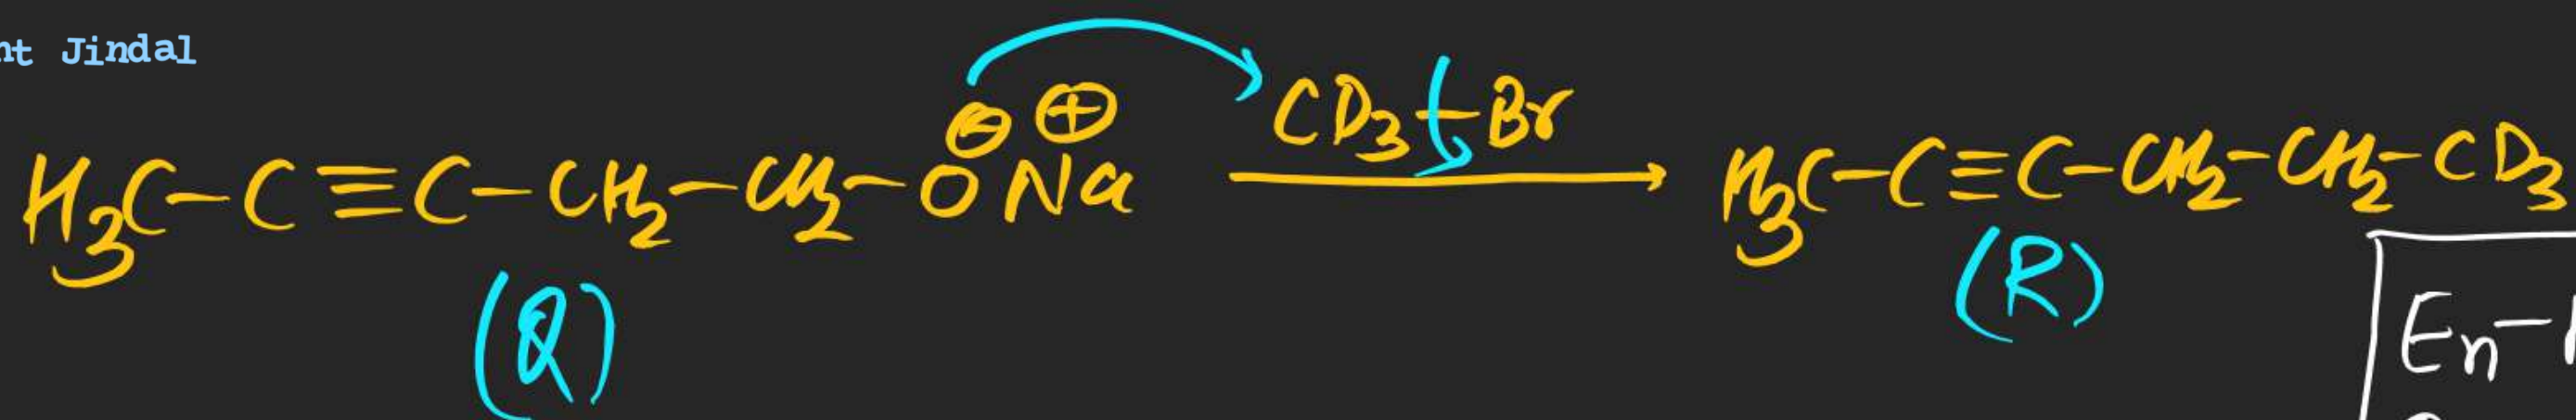 nt Jindal
H₃C-C≡C-CH₂-CH₂-O⊖ Na⊕ CD₃-Br → H₃C-C≡C-CH₂-CH₂-CD₃
(Q) (R)
En-